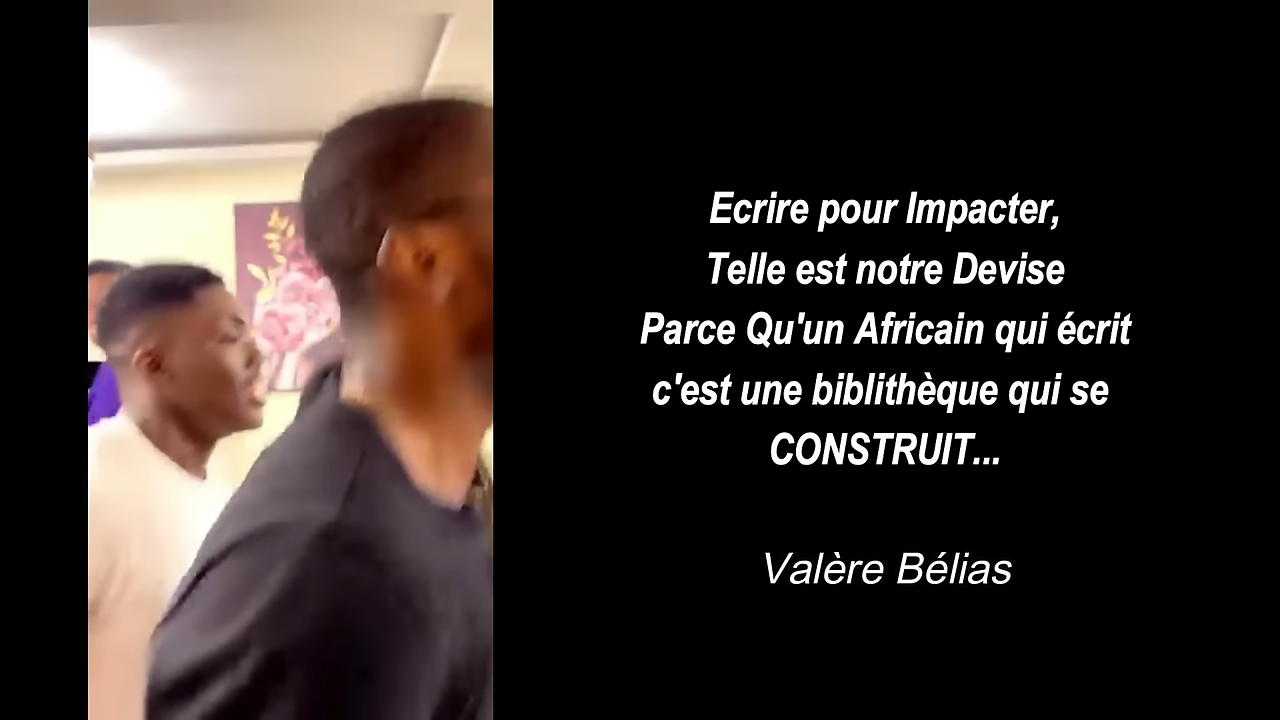 Ecrire pour Impacter,
Telle est notre Devise
Parce Qu'un Africain qui écrit
c'est une biblithèque qui se
CONSTRUIT...
Valère Bélias